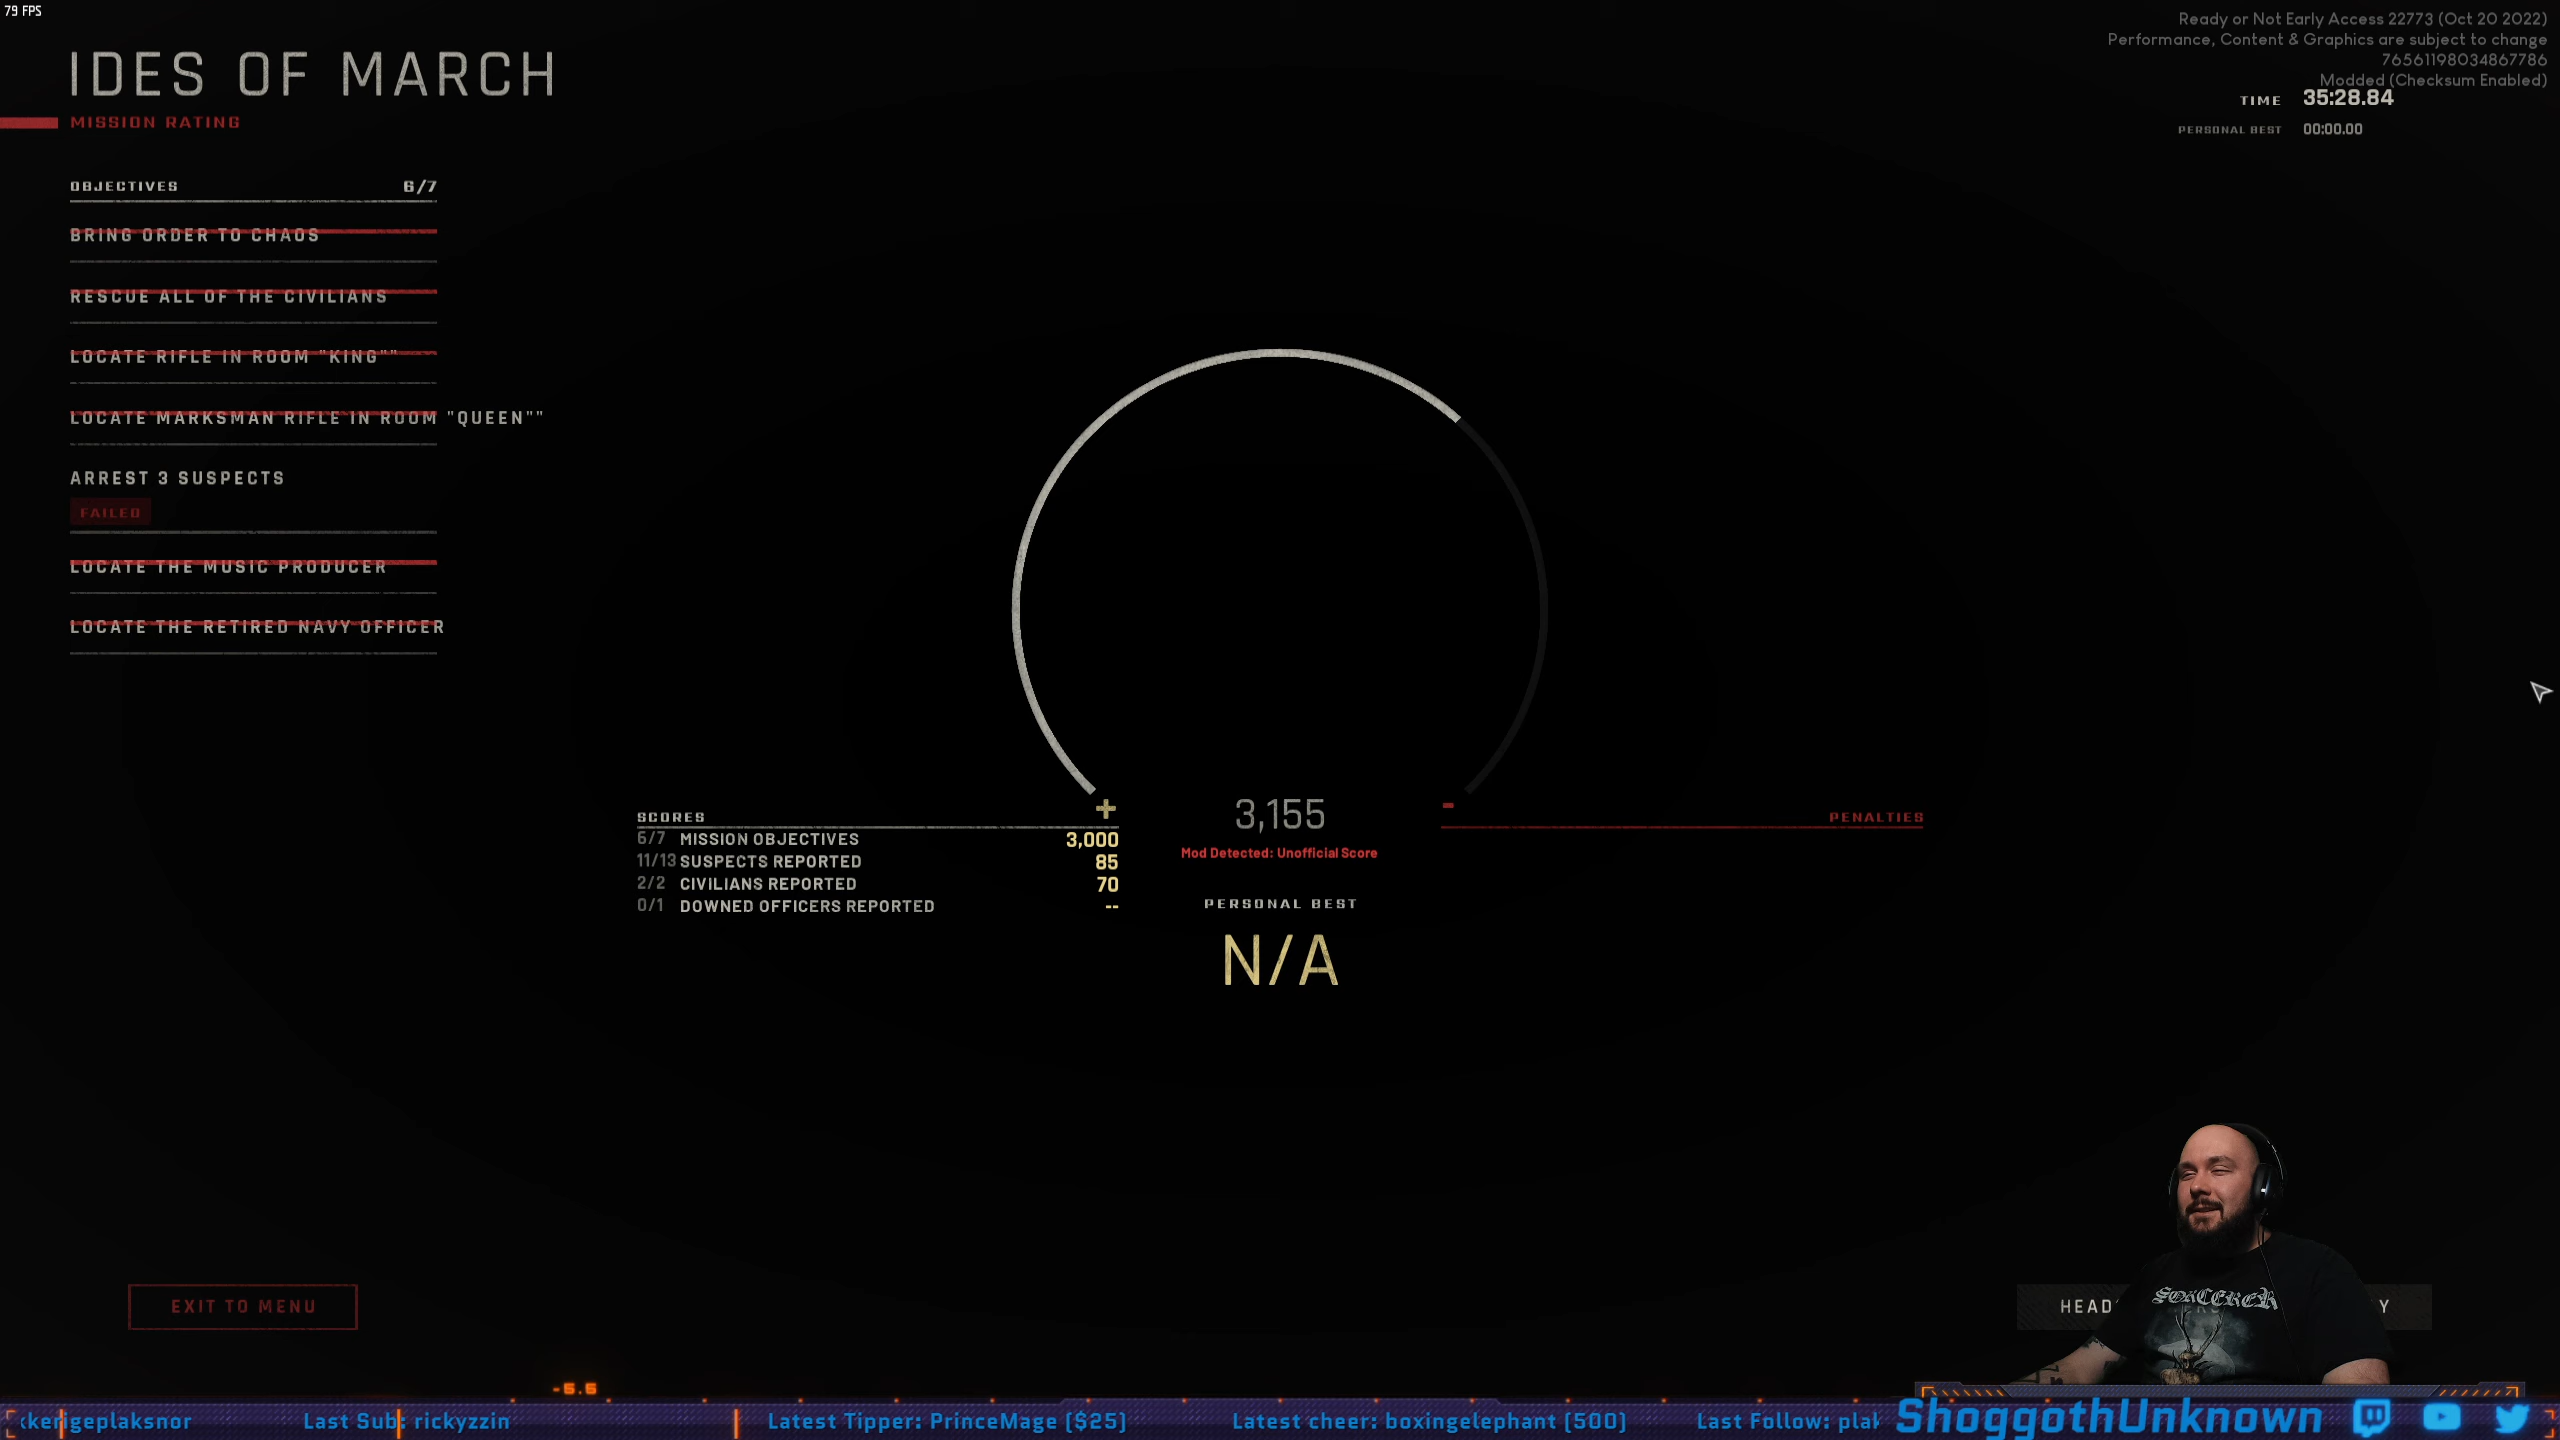 79 FPS
Ready or Not Early Access 22773 (Oct 20 2022)
Performance, Content & Graphics are subject to change
76561198034867786
Modded (Checksum Enabled)
TIME 35:28.84
PERSONAL BEST 00:00.00
IDES OF MARCH
MISSION RATING
OBJECTIVES 6/7
BRING ORDER TO CHAOS
RESCUE ALL OF THE CIVILIANS
LOCATE RIFLE IN ROOM "KING""
LOCATE MARKSMAN RIFLE IN ROOM "QUEEN""
ARREST 3 SUSPECTS
FAILED
LOCATE THE MUSIC PRODUCER
LOCATE THE RETIRED NAVY OFFICER
SCORES +
6/7 MISSION OBJECTIVES 3,000
11/13 SUSPECTS REPORTED 85
2/2 CIVILIANS REPORTED 70
0/1 DOWNED OFFICERS REPORTED --
3,155
Mod Detected: Unofficial Score
PERSONAL BEST
N/A
- PENALTIES
EXIT TO MENU
HEAD Y
SORCERER
-5.5
kkerigeplaksnor Last Sub: rickyzzin Latest Tipper: PrinceMage ($25) Latest cheer: boxingelephant (500) Last Follow: plak ShoggothUnknown